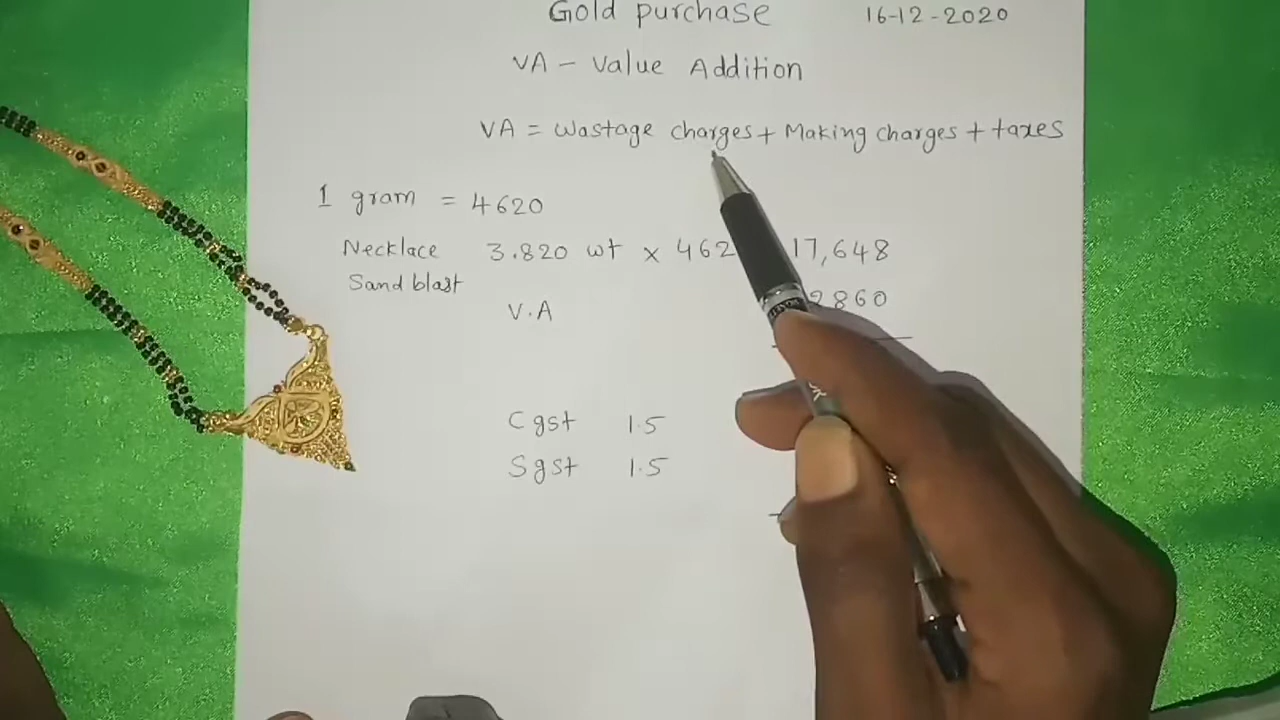 Gold purchase 16-12-2020
VA - Value Addition
VA = Wastage charges + Making charges + taxes
1 gram = 4620
Necklace 3.820 wt x 462 17,648
Sand blast
V.A 2860
Cgst 1.5
Sgst 1.5